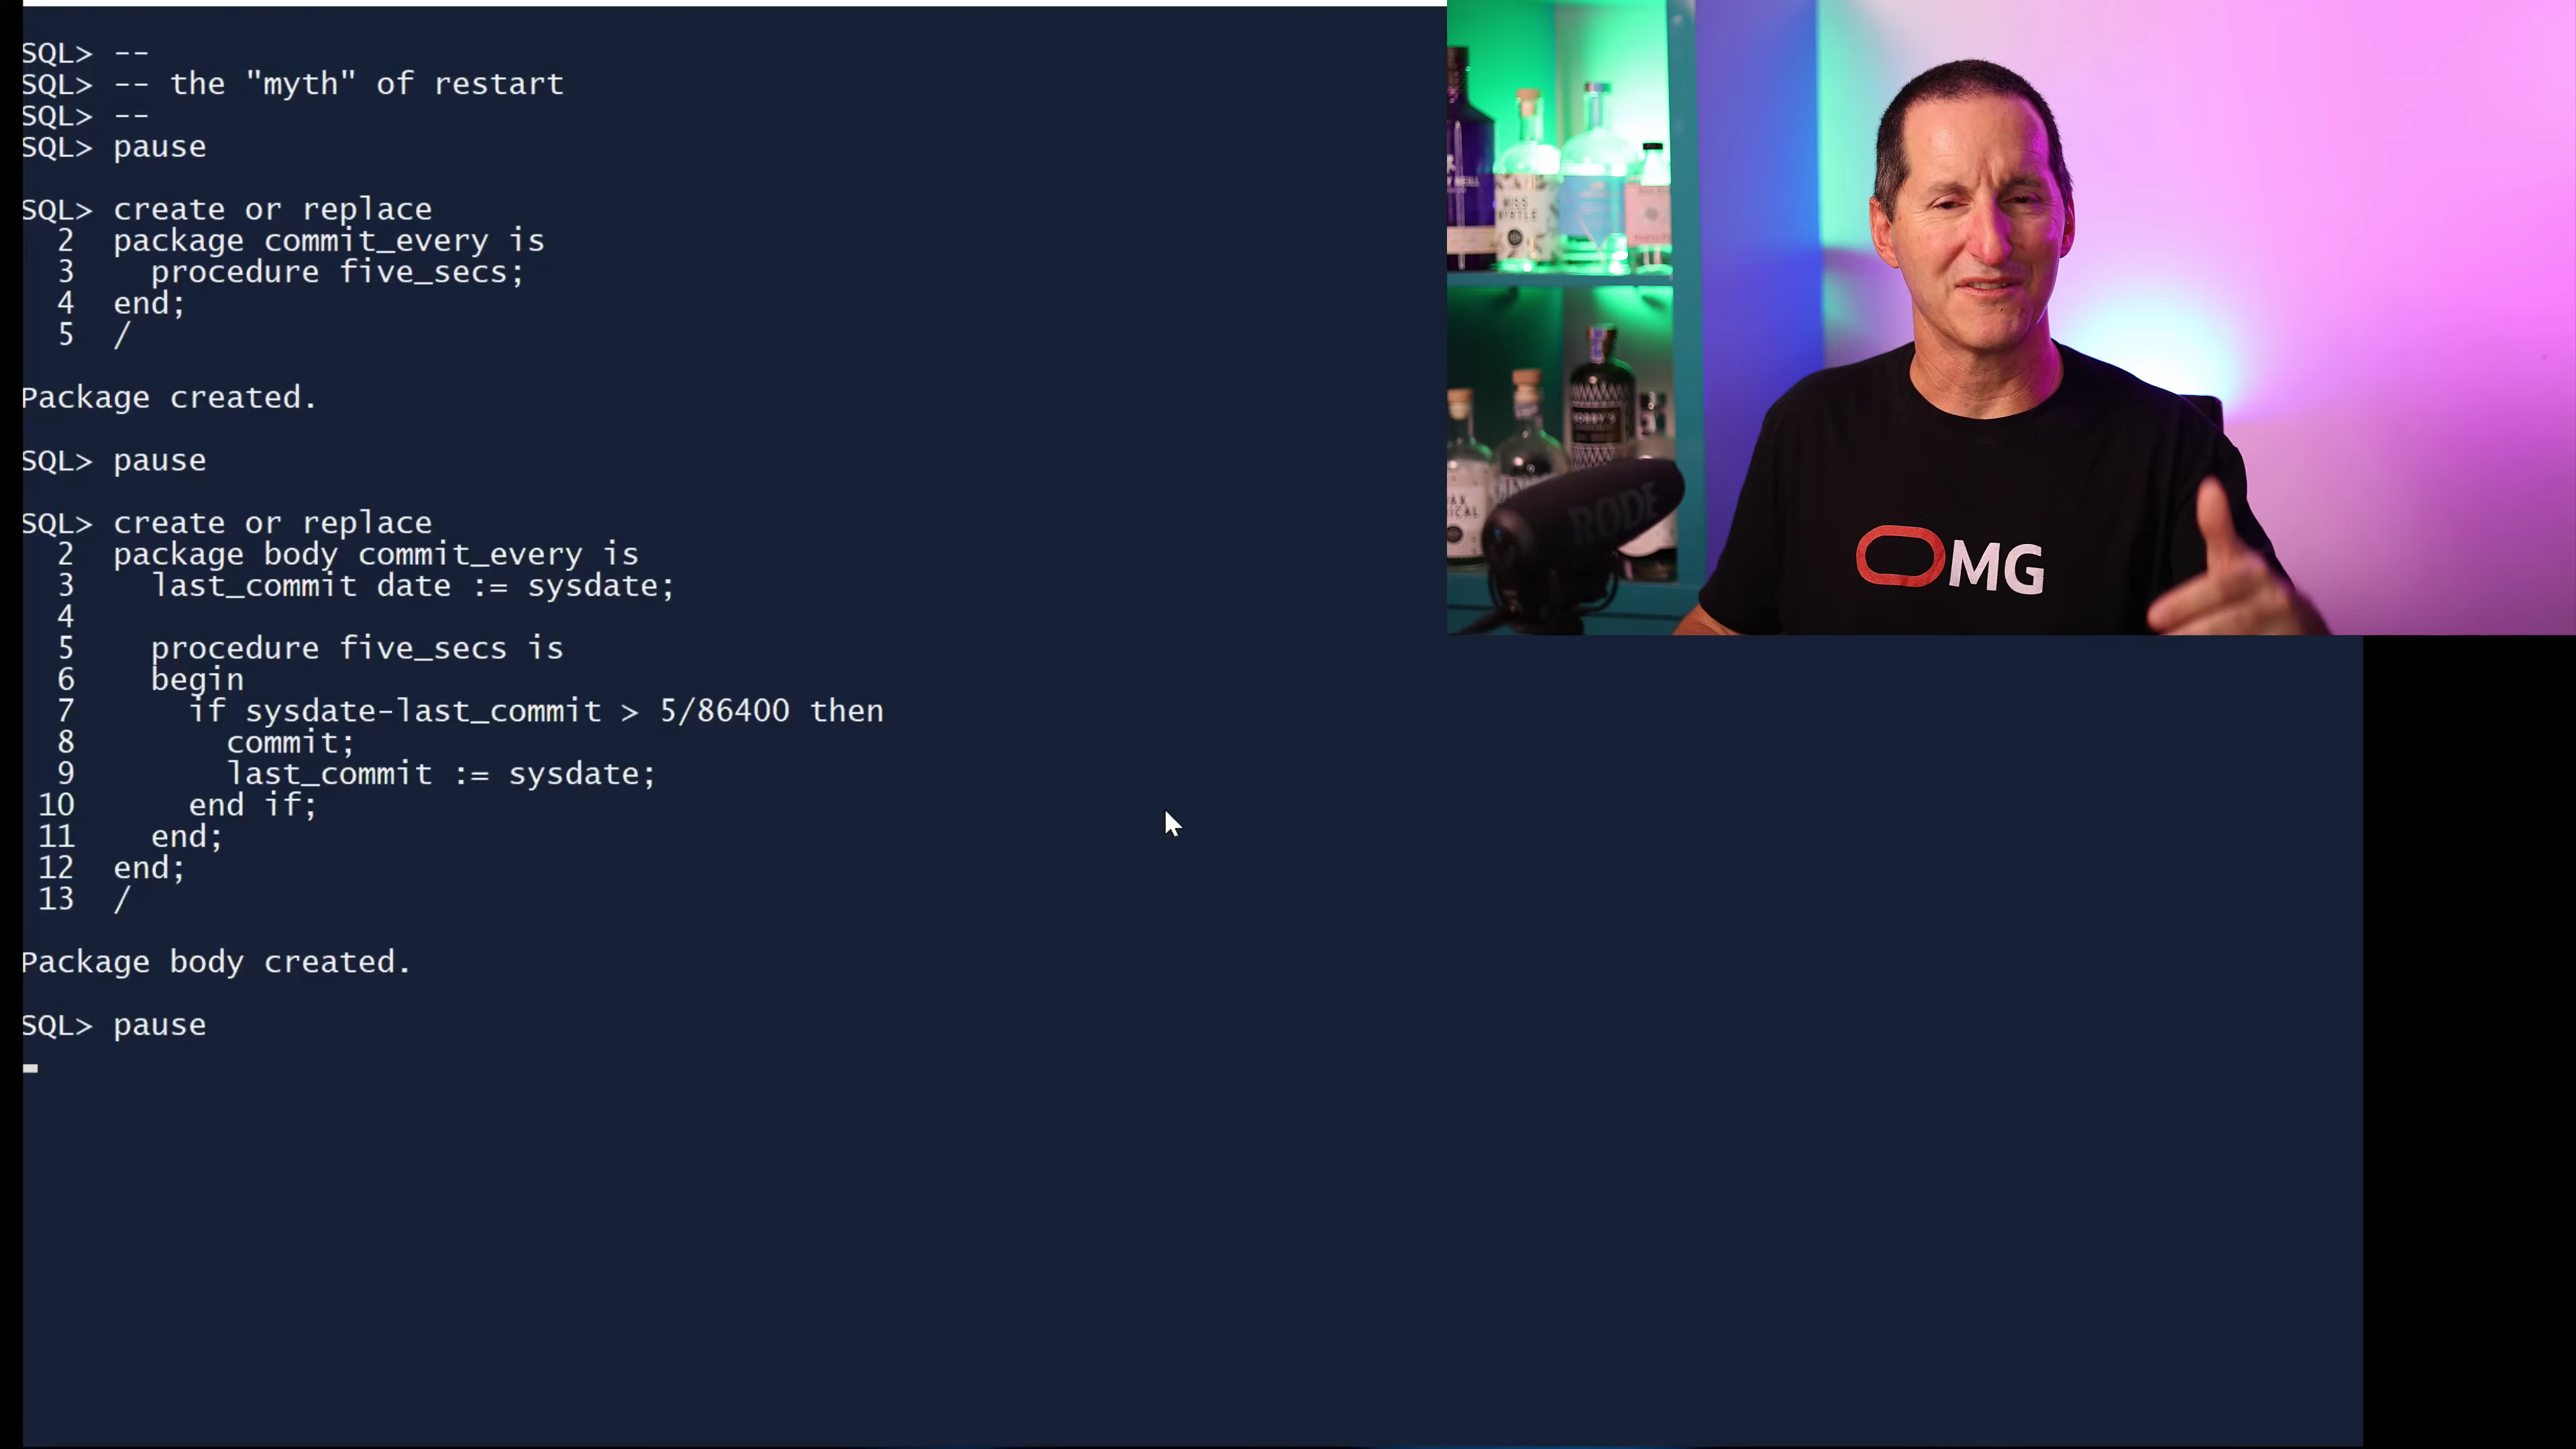 SQL> --
SQL> -- the "myth" of restart
SQL> --
SQL> pause
SQL> create or replace
  2  package commit_every is
  3    procedure five_secs;
  4  end;
  5  /
Package created.
SQL> pause
SQL> create or replace
  2  package body commit_every is
  3    last_commit date := sysdate;
  4
  5    procedure five_secs is
  6    begin
  7      if sysdate-last_commit > 5/86400 then
  8        commit;
  9        last_commit := sysdate;
 10      end if;
 11    end;
 12  end;
 13  /
Package body created.
SQL> pause
MISS
RODE
OMG